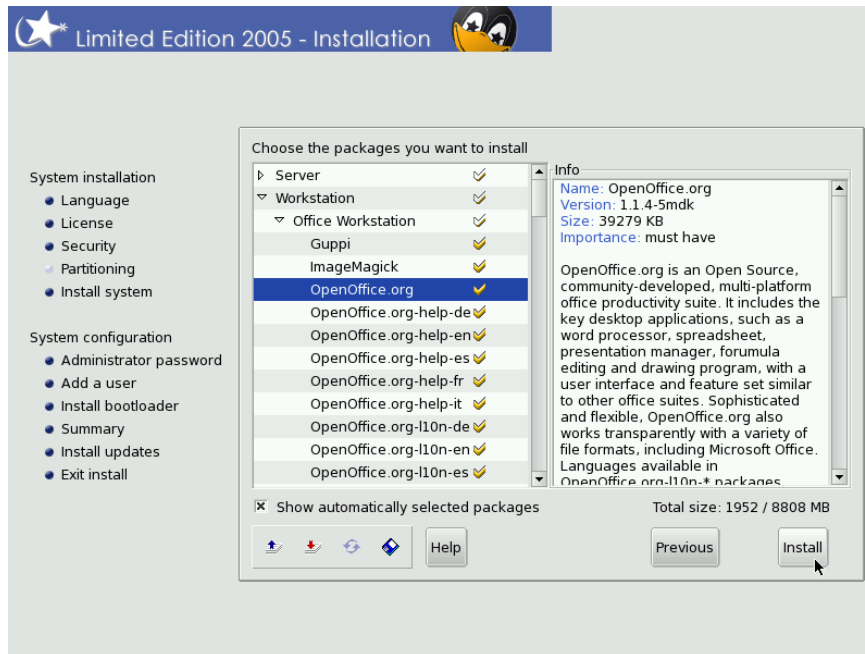 Limited Edition 2005 - Installation
System installation
Language
License
Security
Partitioning
Install system
System configuration
Administrator password
Add a user
Install bootloader
Summary
Install updates
Exit install
Choose the packages you want to install
Server
Workstation
Office Workstation
Guppi
ImageMagick
OpenOffice.org
OpenOffice.org-help-de
OpenOffice.org-help-en
OpenOffice.org-help-es
OpenOffice.org-help-fr
OpenOffice.org-help-it
OpenOffice.org-l10n-de
OpenOffice.org-l10n-en
OpenOffice.org-l10n-es
Info
Name: OpenOffice.org
Version: 1.1.4-5mdk
Size: 39279 KB
Importance: must have
OpenOffice.org is an Open Source,
community-developed, multi-platform
office productivity suite. It includes the
key desktop applications, such as a
word processor, spreadsheet,
presentation manager, forumula
editing and drawing program, with a
user interface and feature set similar
to other office suites. Sophisticated
and flexible, OpenOffice.org also
works transparently with a variety of
file formats, including Microsoft Office.
Languages available in
OpenOffice.org-l10n-* packages
Show automatically selected packages
Total size: 1952 / 8808 MB
Help
Previous
Install